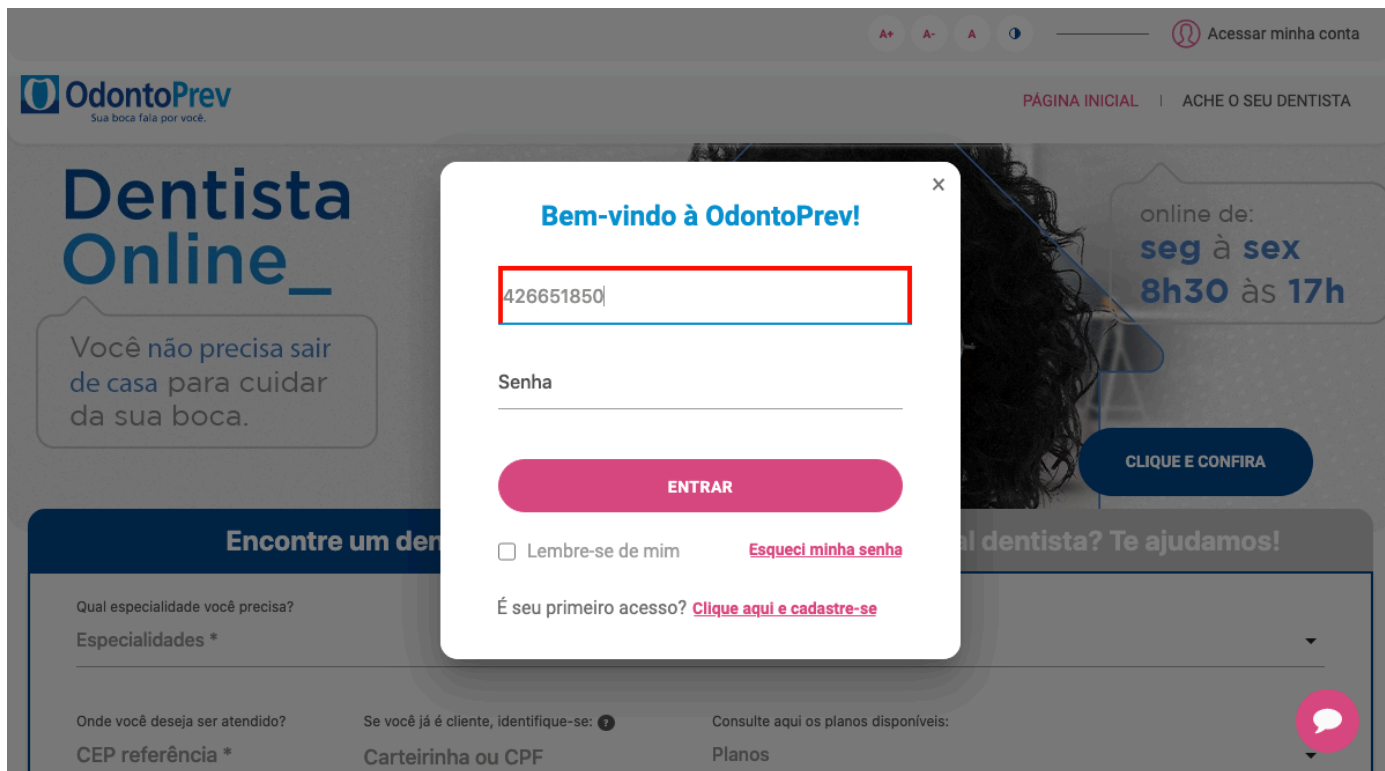 A+ A- A Acessar minha conta
OdontoPrev
Sua boca fala por você.
PÁGINA INICIAL | ACHE O SEU DENTISTA
Dentista
Online_
Você não precisa sair
de casa para cuidar
da sua boca.
online de:
seg à sex
8h30 às 17h
CLIQUE E CONFIRA
×
Bem-vindo à OdontoPrev!
426651850
Senha
ENTRAR
Lembre-se de mim Esqueci minha senha
É seu primeiro acesso? Clique aqui e cadastre-se
Encontre um den
al dentista? Te ajudamos!
Qual especialidade você precisa?
Especialidades *
Onde você deseja ser atendido? Se você já é cliente, identifique-se: ? Consulte aqui os planos disponíveis:
CEP referência * Carteirinha ou CPF Planos